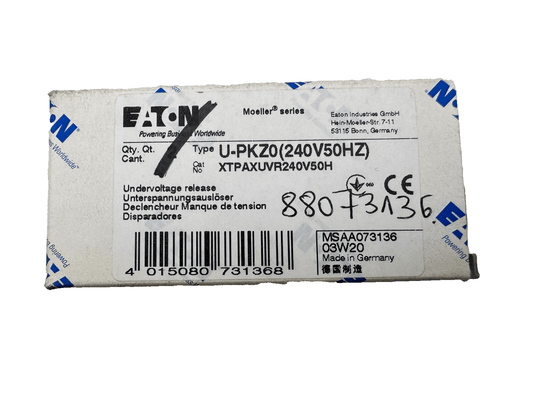 EATON
Powering Business Worldwide
Moeller® series
Eaton Industries GmbH
Hein-Moeller-Str. 7-11
53115 Bonn, Germany
Qty. Qt.
Cant.
Type U-PKZ0(240V50HZ)
Cat No XTPAXUVR240V50H
Undervoltage release
Unterspannungsauslöser
Declencheur Manque de tension
Disparadores
CE
88073136
4 015080 731368
MSAA073136
03W20
Made in Germany
德国制造